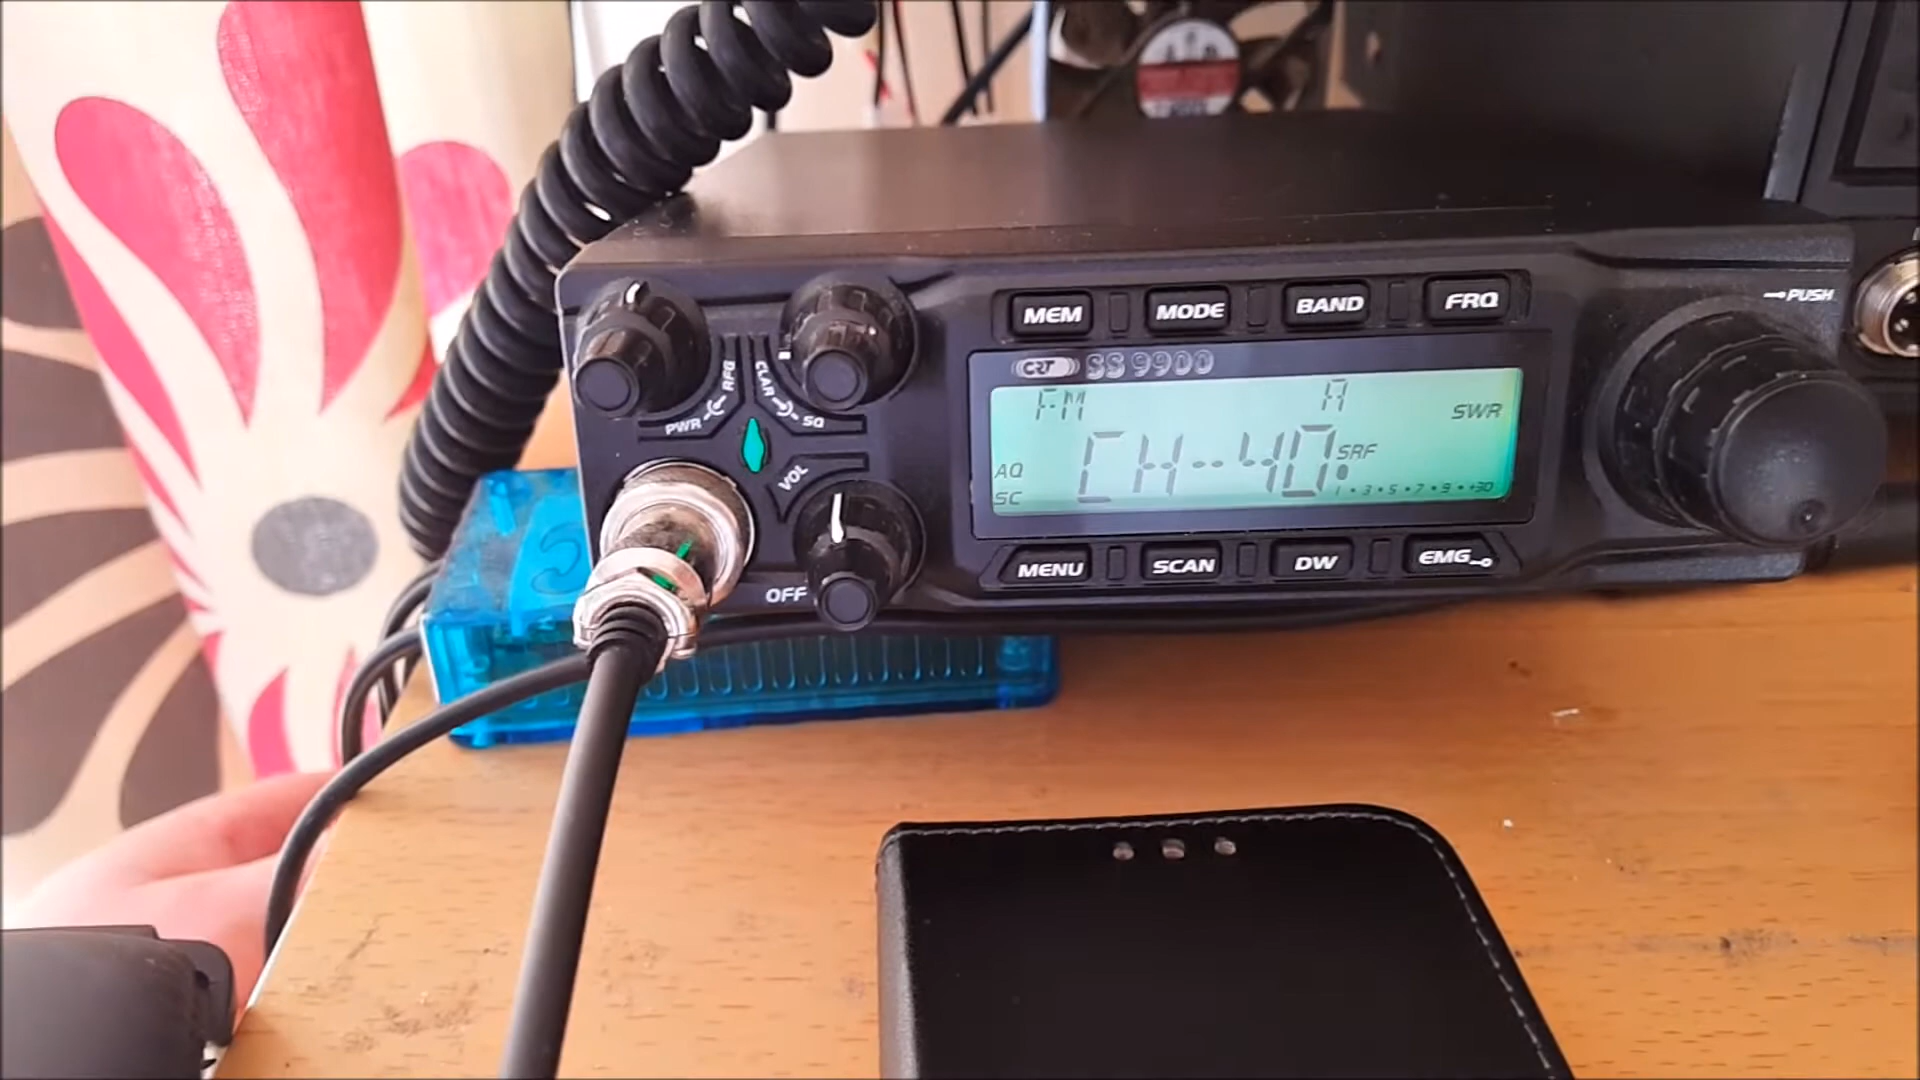 PUSH
MEM MODE BAND FRQ
CRT SS 9900
FM A SWR
CH--40 SRF
AQ
SC 1 • 3 • 5 • 7 • 9 • +30
RFG CLAR
PWR SQ
VOL
OFF
MENU SCAN DW EMG